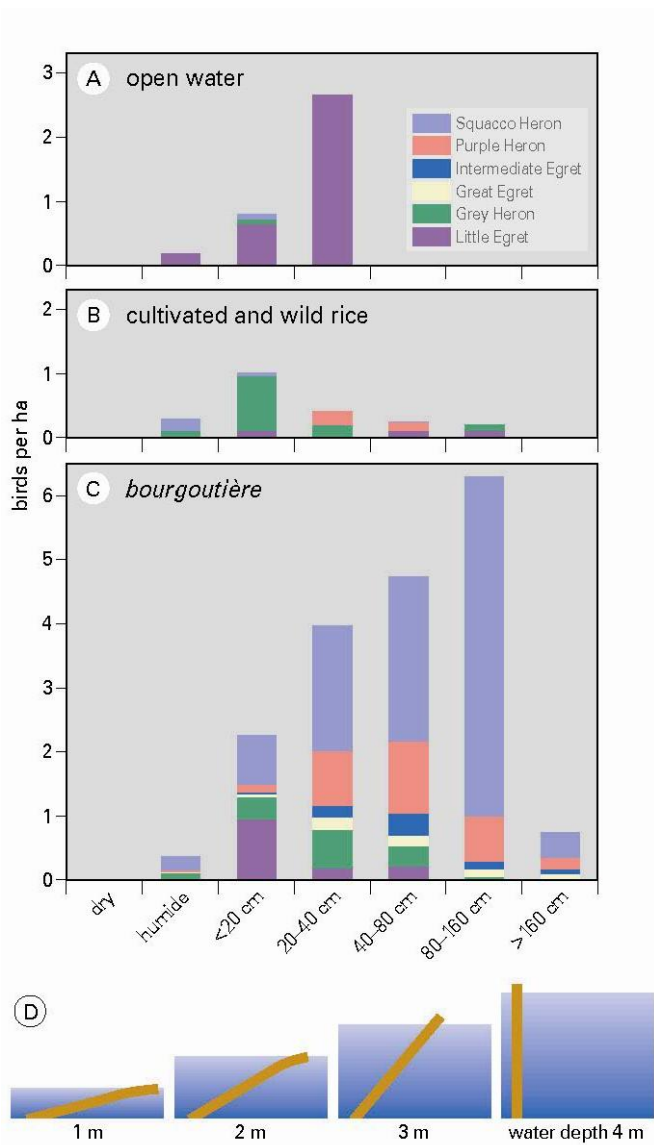 A open water
3
2
1
0
Squacco Heron
Purple Heron
Intermediate Egret
Great Egret
Grey Heron
Little Egret
B cultivated and wild rice
2
1
0
birds per ha
C bourgoutière
6
5
4
3
2
1
0
dry
humide
<20 cm
20–40 cm
40–80 cm
80–160 cm
> 160 cm
D
1 m
2 m
3 m
water depth 4 m